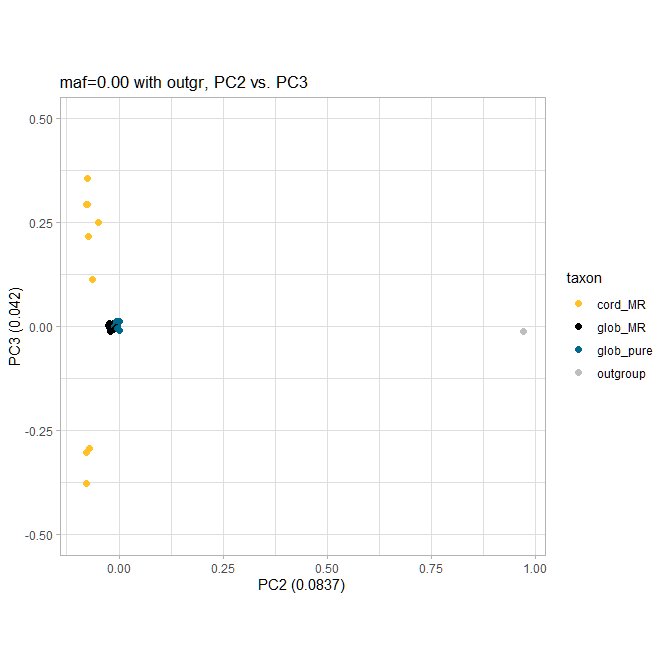 maf=0.00 with outgr, PC2 vs. PC3
0.50
0.25
0.00
-0.25
-0.50
PC3 (0.042)
0.00
0.25
0.50
0.75
1.00
PC2 (0.0837)
taxon
cord_MR
glob_MR
glob_pure
outgroup